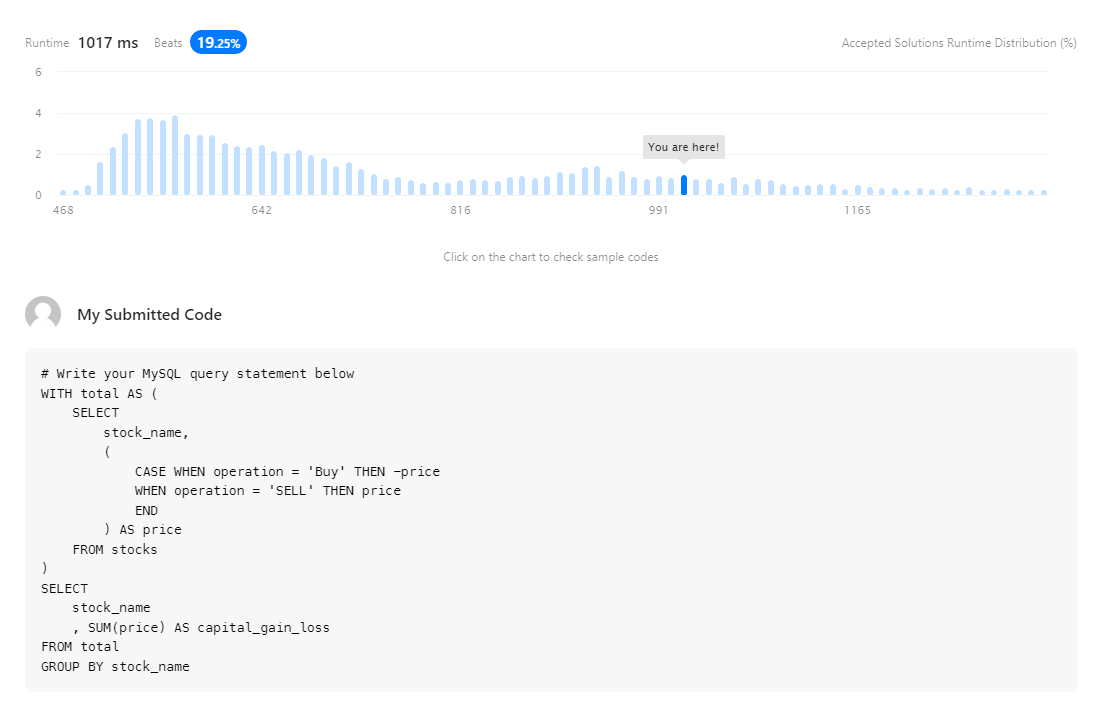 Runtime 1017 ms Beats 19.25% Accepted Solutions Runtime Distribution (%)
6
4
2
0
You are here!
468 642 816 991 1165
Click on the chart to check sample codes
My Submitted Code
# Write your MySQL query statement below
WITH total AS (
    SELECT
        stock_name,
        (
            CASE WHEN operation = 'Buy' THEN -price
            WHEN operation = 'SELL' THEN price
            END
        ) AS price
    FROM stocks
)
SELECT
    stock_name
    , SUM(price) AS capital_gain_loss
FROM total
GROUP BY stock_name